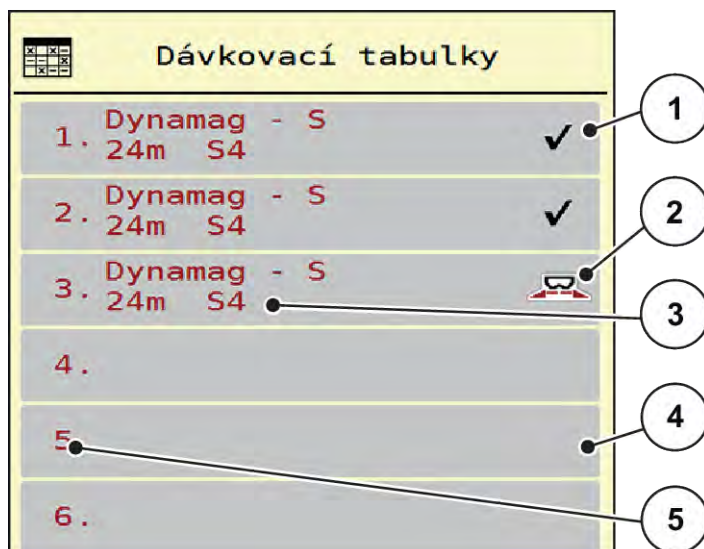 Dávkovací tabulky
1. Dynamag - S
24m S4
✓
1
2. Dynamag - S
24m S4
✓
2
3. Dynamag - S
24m S4
3
4.
5
4
6.
5